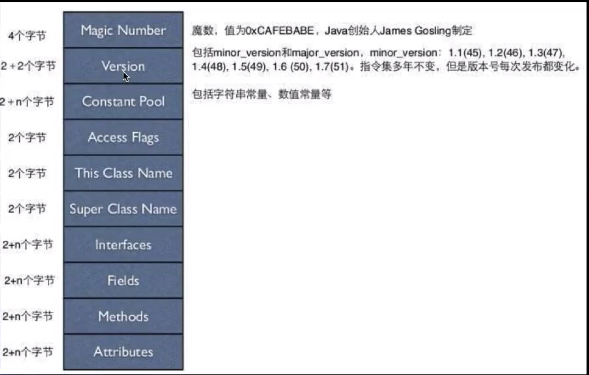 4个字节 Magic Number 魔数，值为0xCAFEBABE，Java创始人James Gosling制定
2+2个字节 Version 包括minor_version和major_version，minor_version：1.1(45), 1.2(46), 1.3(47),
1.4(48), 1.5(49), 1.6 (50), 1.7(51)。指令集多年不变，但是版本号每次发布都变化。
2+n个字节 Constant Pool 包括字符串常量、数值常量等
2个字节 Access Flags
2个字节 This Class Name
2个字节 Super Class Name
2+n个字节 Interfaces
2+n个字节 Fields
2+n个字节 Methods
2+n个字节 Attributes